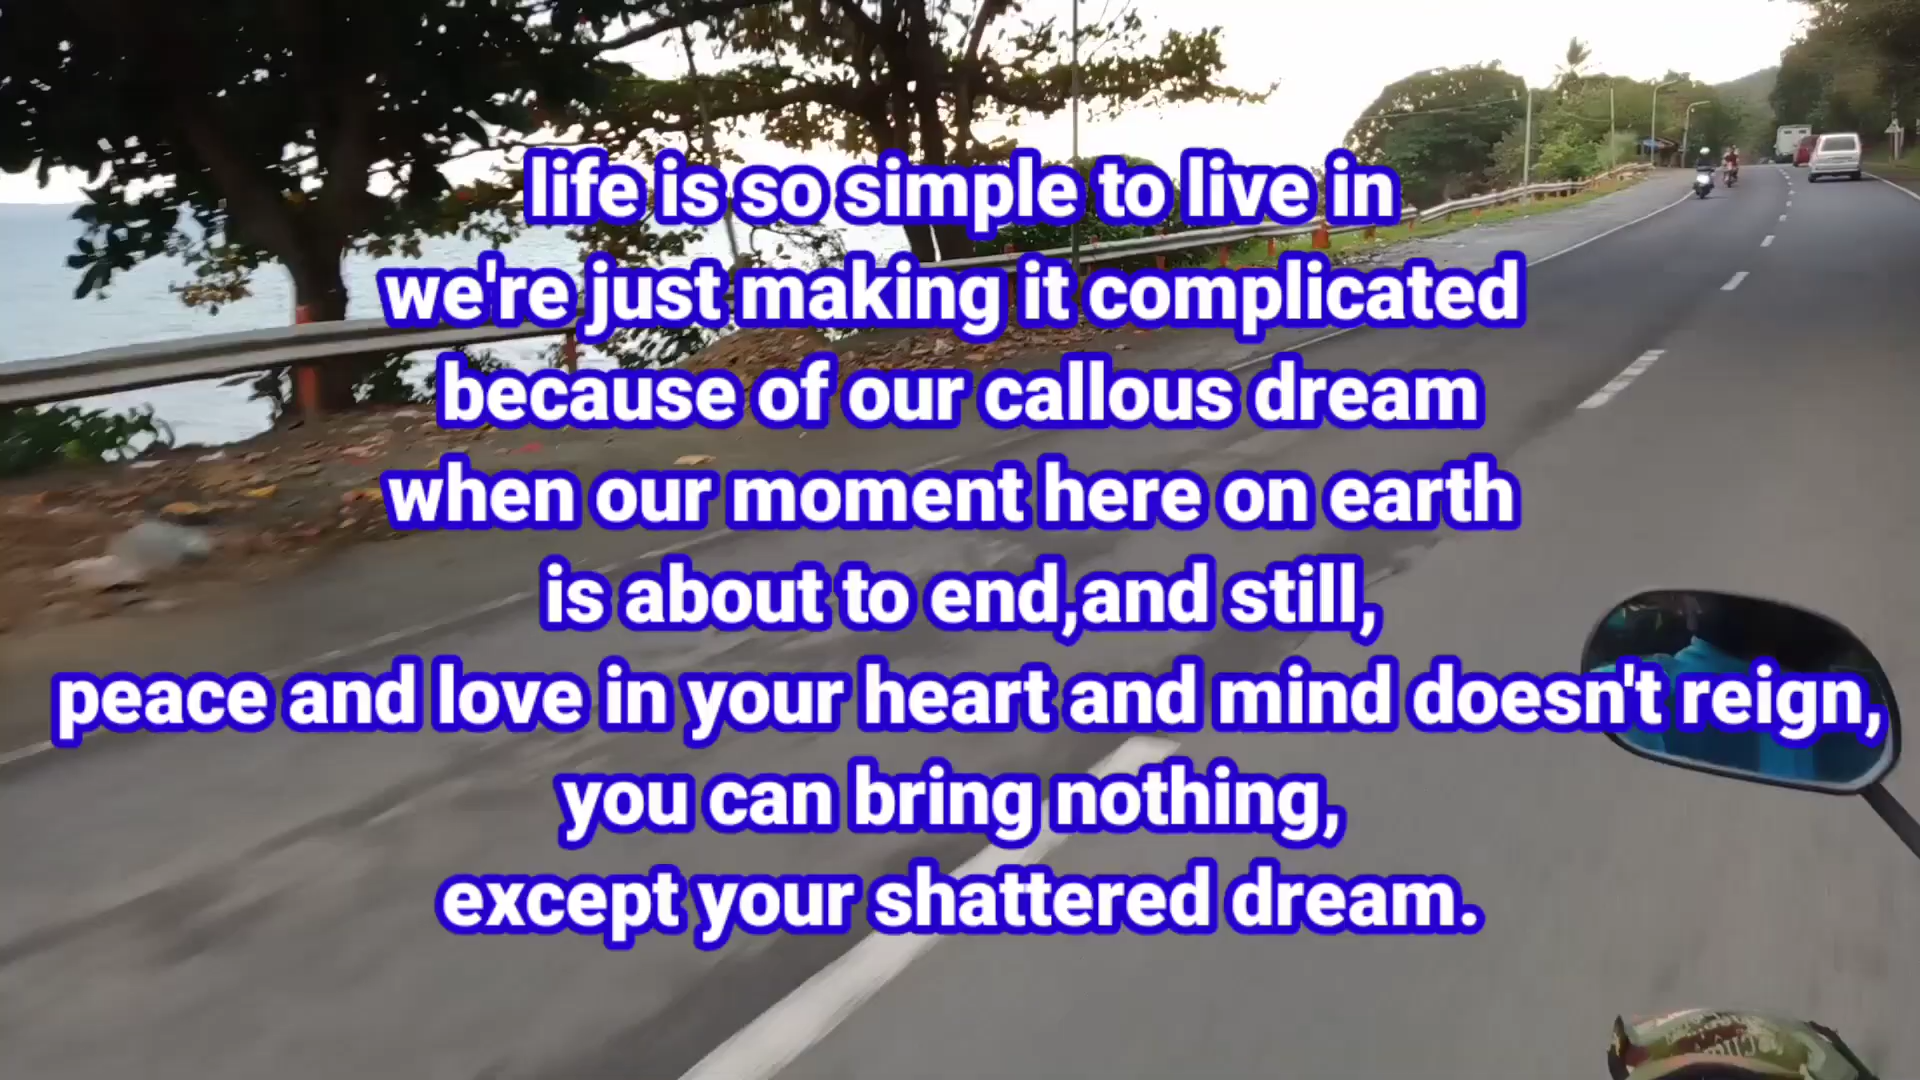 life is so simple to live in
we're just making it complicated
because of our callous dream
when our moment here on earth
is about to end,and still,
peace and love in your heart and mind doesn't reign,
you can bring nothing,
except your shattered dream.